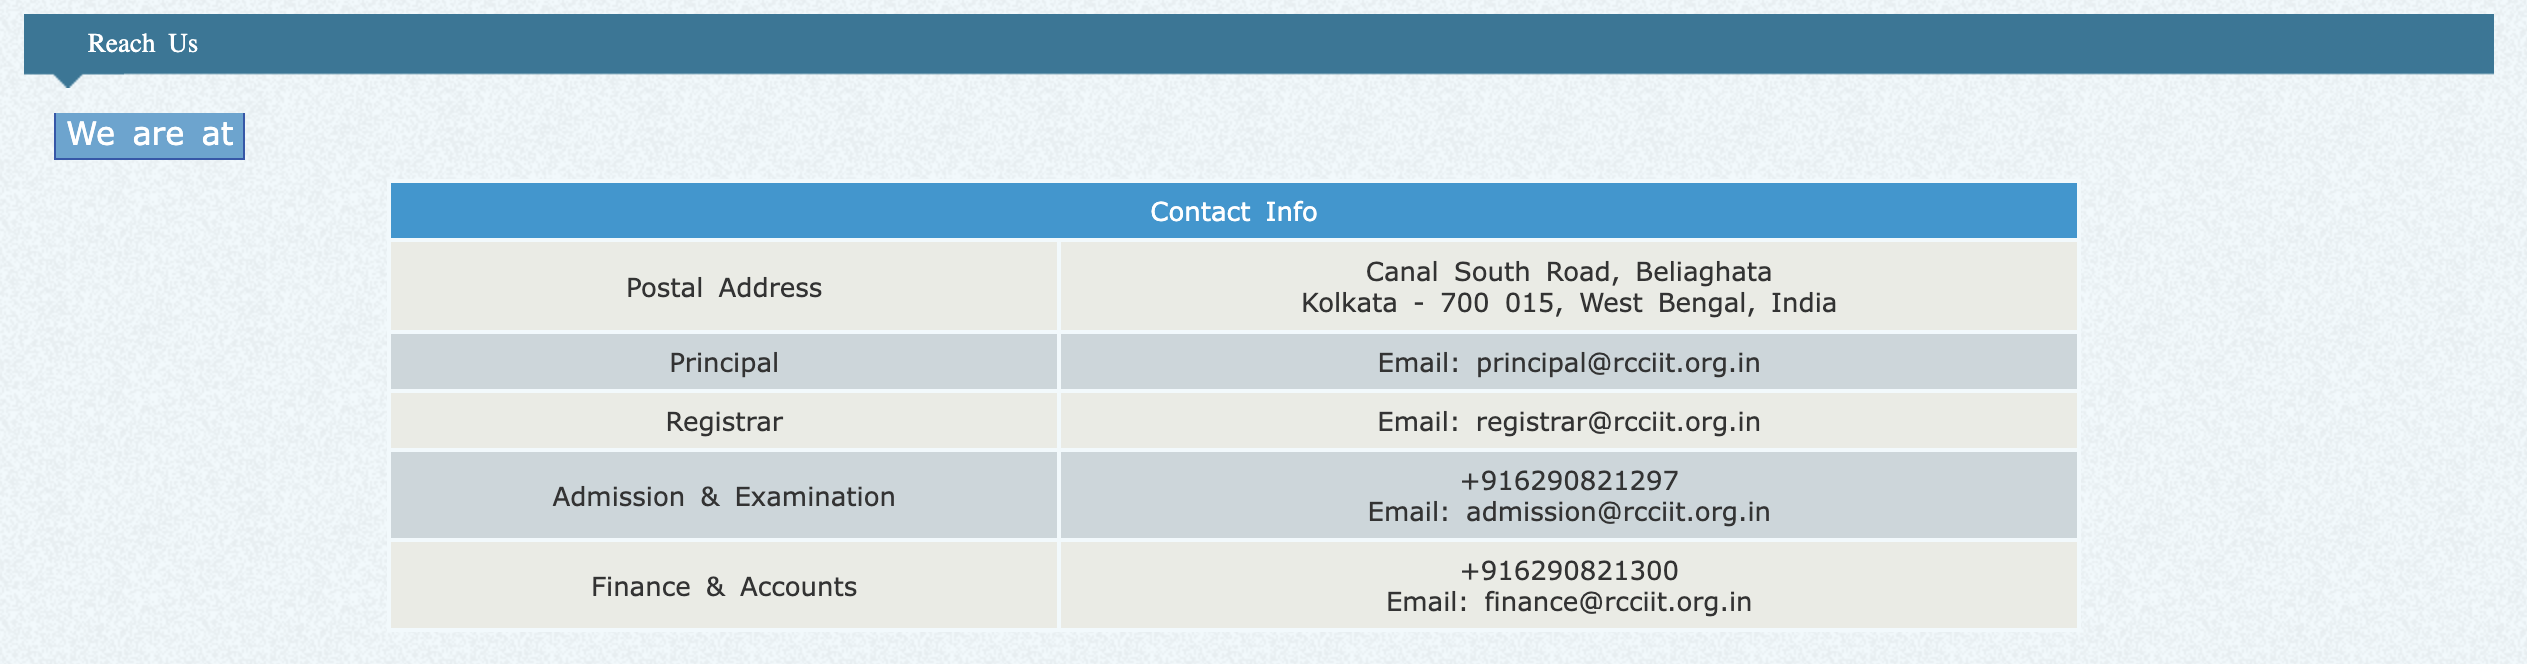 Reach Us
We are at
Contact Info
Postal Address
Canal South Road, Beliaghata
Kolkata - 700 015, West Bengal, India
Principal
Email: principal@rcciit.org.in
Registrar
Email: registrar@rcciit.org.in
Admission & Examination
+916290821297
Email: admission@rcciit.org.in
Finance & Accounts
+916290821300
Email: finance@rcciit.org.in